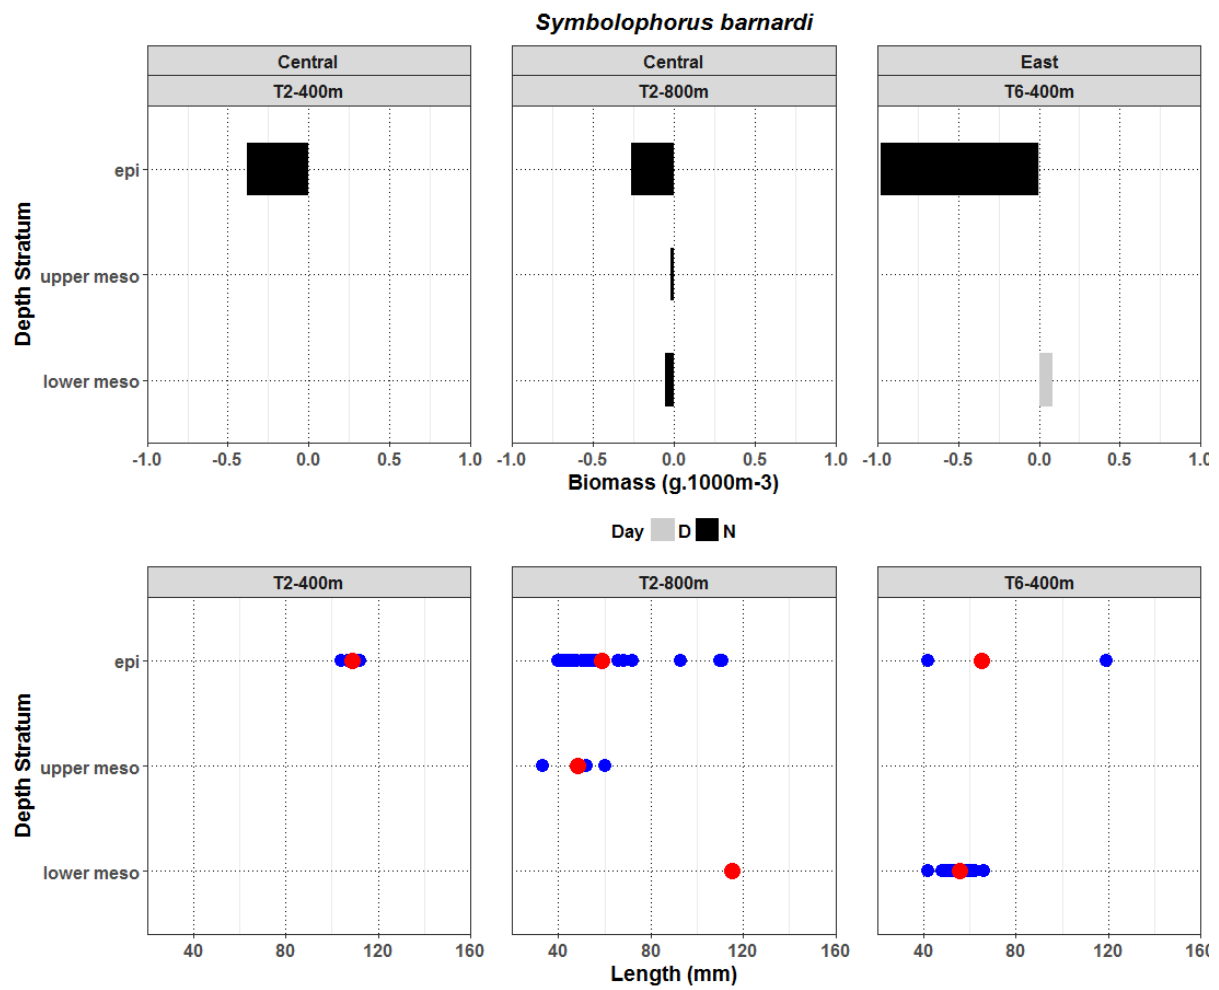 Symbolophorus barnardi
Central Central East
T2-400m T2-800m T6-400m
Depth Stratum
epi
upper meso
lower meso
-1.0 -0.5 0.0 0.5 1.0 -1.0 -0.5 0.0 0.5 1.0 -1.0 -0.5 0.0 0.5 1.0
Biomass (g.1000m-3)
Day D N
T2-400m T2-800m T6-400m
Depth Stratum
epi
upper meso
lower meso
40 80 120 160 40 80 120 160 40 80 120 160
Length (mm)